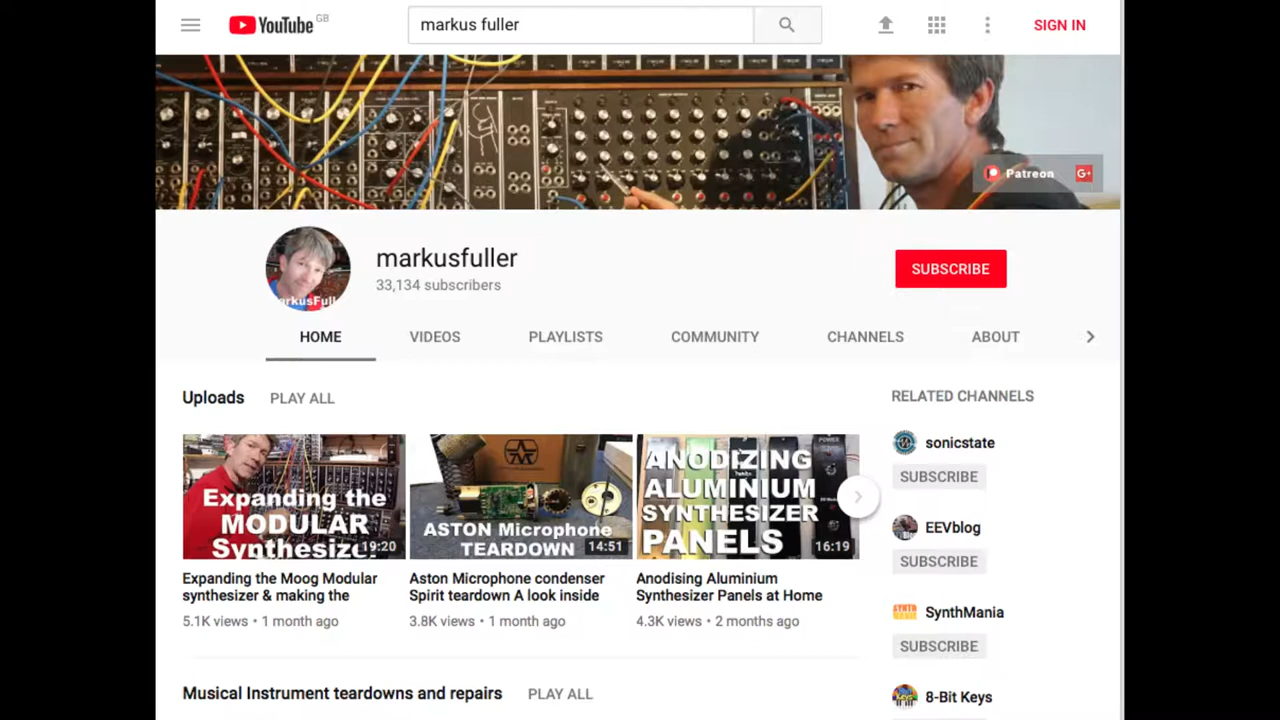 YouTube GB
markus fuller
SIGN IN
Patreon
G+
markusfuller
33,134 subscribers
SUBSCRIBE
HOME
VIDEOS
PLAYLISTS
COMMUNITY
CHANNELS
ABOUT
Uploads
PLAY ALL
Expanding the
MODULAR
Synthesize
19:20
Expanding the Moog Modular
synthesizer & making the
5.1K views • 1 month ago
ASTON Microphone
TEARDOWN
14:51
Aston Microphone condenser
Spirit teardown A look inside
3.8K views • 1 month ago
ANODIZING
ALUMINIUM
SYNTHESIZER
PANELS
POWER
16:19
Anodising Aluminium
Synthesizer Panels at Home
4.3K views • 2 months ago
RELATED CHANNELS
sonicstate
SUBSCRIBE
EEVblog
SUBSCRIBE
SynthMania
SUBSCRIBE
8-Bit Keys
Musical Instrument teardowns and repairs
PLAY ALL